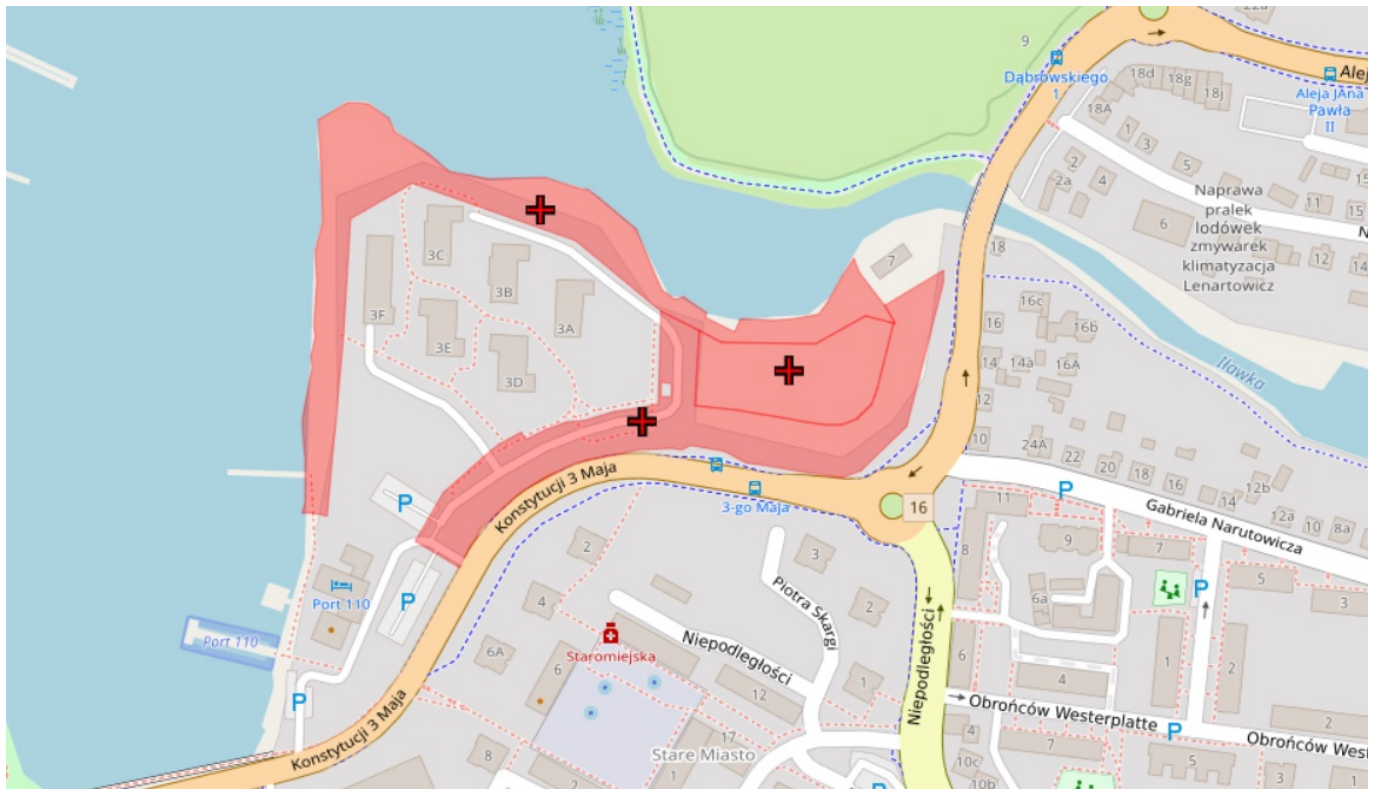 22a
9
Dąbrowskiego
1
18d
18g
18j
Alej
Aleja JAna
Pawła
II
18A
1
3
5
2
2a
4
15
Naprawa
pralek
lodówek
zmywarek
klimatyzacja
Lenartowicz
6
11
15
N
12
14
3C
3B
3A
3F
3E
3D
7
18
16c
16b
16
14
14a
16A
12
10
24A
22
20
18
16
14
12b
12a
10
8a
Iławka
P
Konstytucji 3 Maja
3-go Maja
16
P
Gabriela Narutowicza
11
9
7
8
5
3
6a
P
P
Port 110
Port 110
2
4
3
Piotra Skargi
2
Niepodległości
Staromiejska
6A
6
Niepodległości
12
1
6
4
1
2
P
Konstytucji 3 Maja
Obrońców Westerplatte
2
P
Obrońców West
8
2
17
1
Stare Miasto
4
7
10c
10b
5
3
1
P